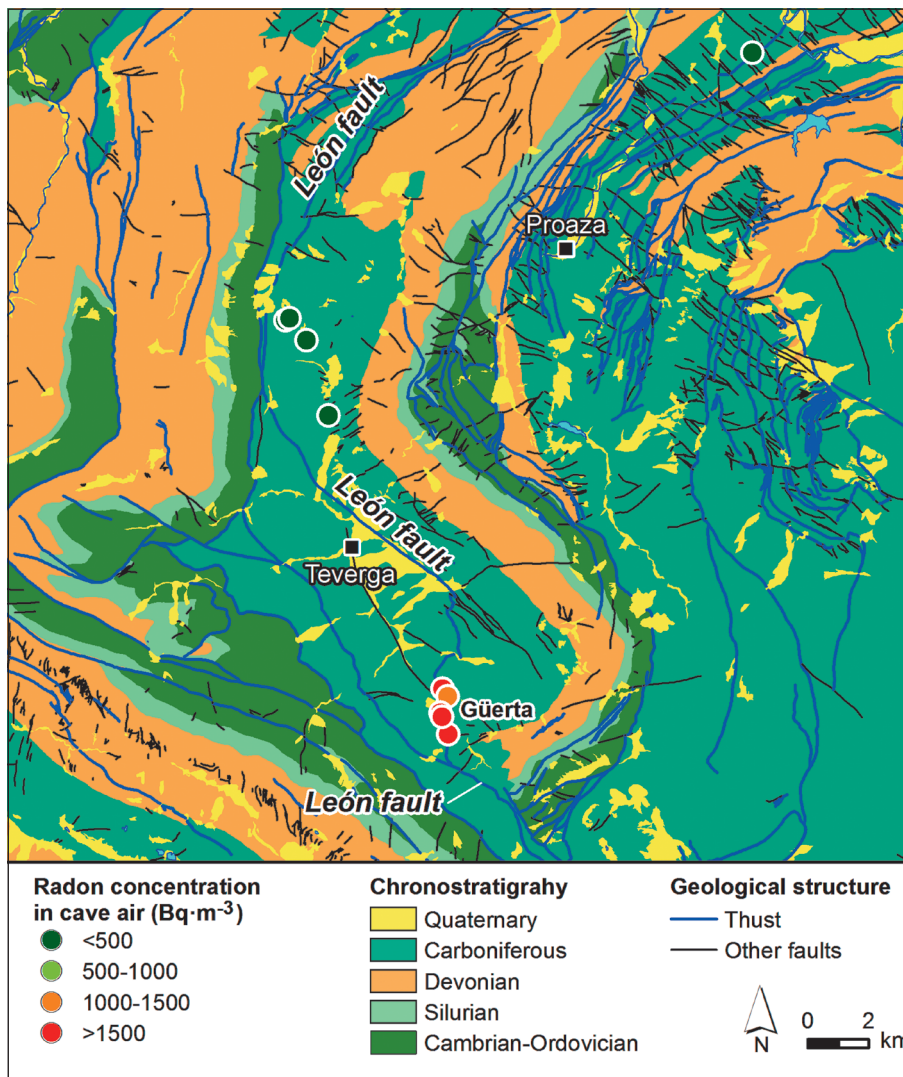 León fault
Proaza
León fault
Teverga
Güerta
León fault
Radon concentration
in cave air (Bq·m-3)
<500
500-1000
1000-1500
>1500
Chronostratigrahy
Quaternary
Carboniferous
Devonian
Silurian
Cambrian-Ordovician
Geological structure
Thust
Other faults
N
0 2
km